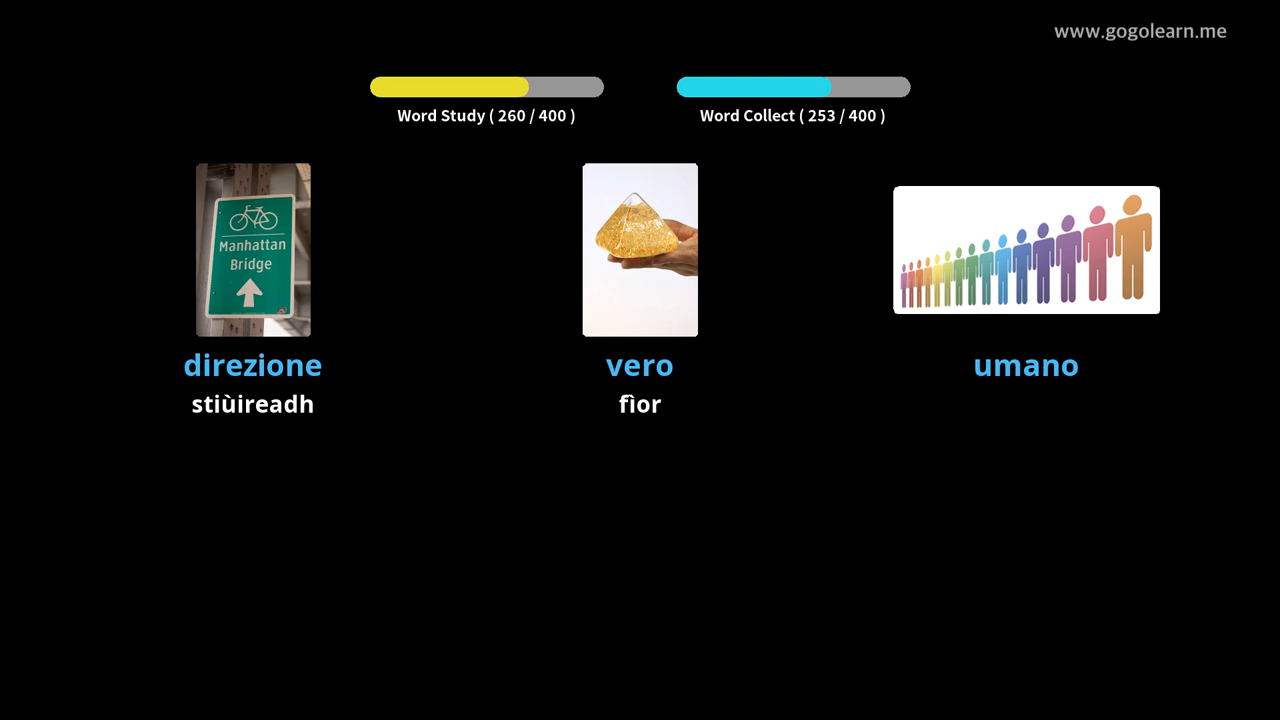 www.gogolearn.me
Word Study ( 260 / 400 )
Word Collect ( 253 / 400 )
Manhattan
Bridge
direzione
vero
umano
stiùireadh
fìor